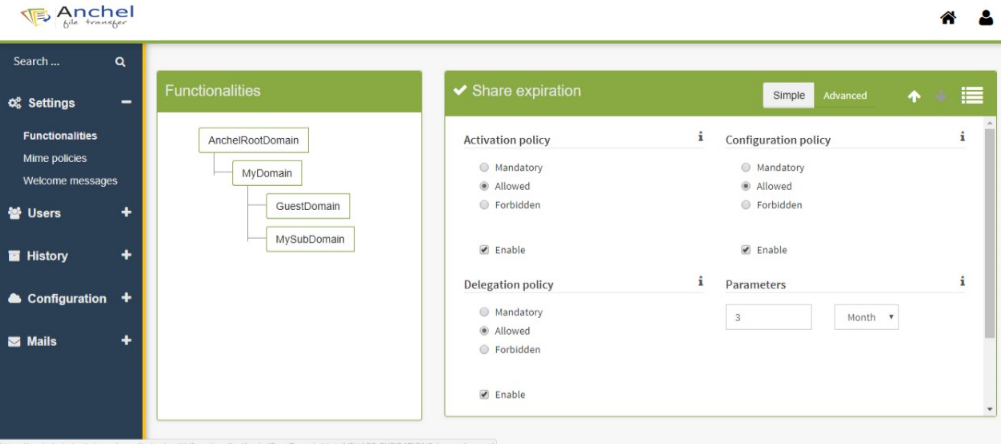 Anchel
file transfer
Search ...
Settings
Functionalities
Mime policies
Welcome messages
Users
History
Configuration
Mails
Functionalities
AnchelRootDomain
MyDomain
GuestDomain
MySubDomain
Share expiration
Simple Advanced
Activation policy
Mandatory
Allowed
Forbidden
Enable
Configuration policy
Mandatory
Allowed
Forbidden
Enable
Delegation policy
Mandatory
Allowed
Forbidden
Enable
Parameters
3 Month